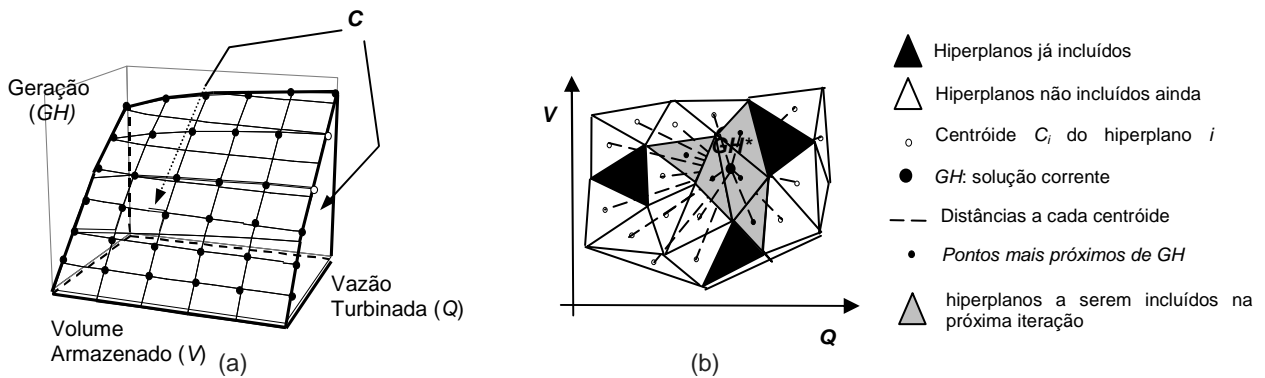 C
Geração
(GH)
Vazão
Turbinada (Q)
Volume
Armazenado (V)
(a)
V
GH*
Q
(b)
Hiperplanos já incluídos
Hiperplanos não incluídos ainda
Centróide Ci do hiperplano i
GH: solução corrente
Distâncias a cada centróide
Pontos mais próximos de GH
hiperplanos a serem incluídos na
próxima iteração